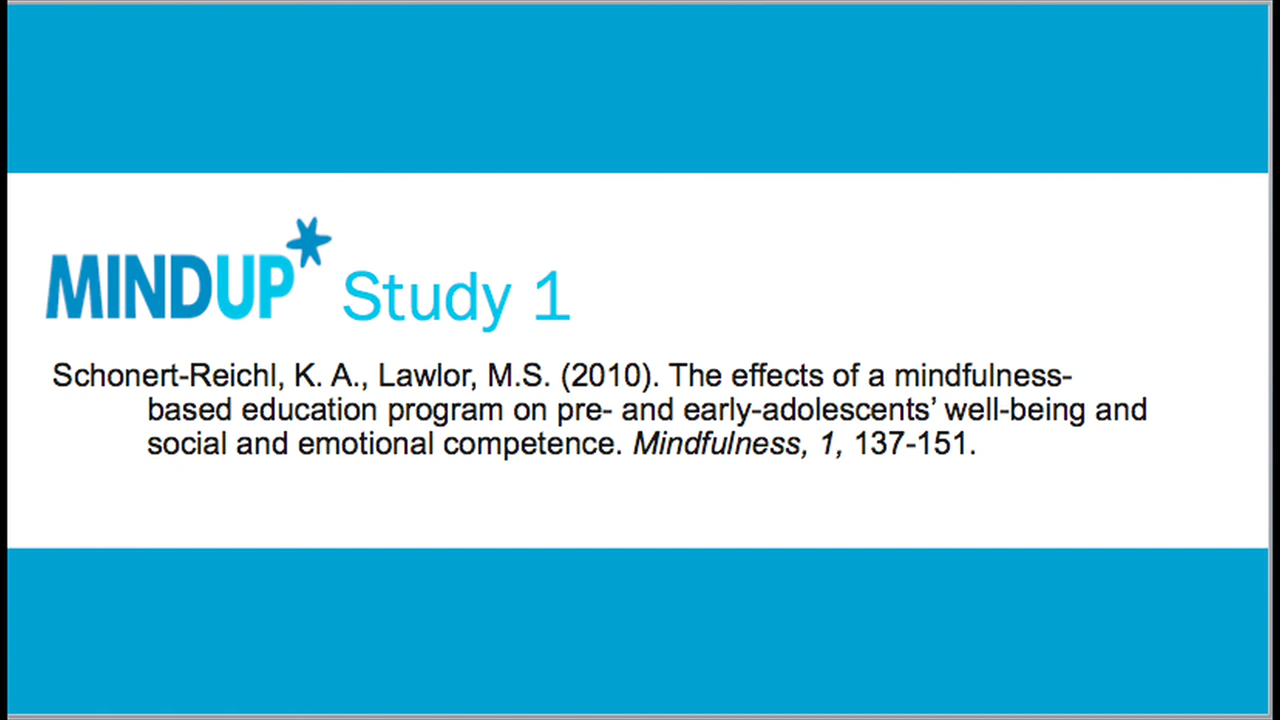 MINDUP* Study 1
Schonert-Reichl, K. A., Lawlor, M.S. (2010). The effects of a mindfulness-
based education program on pre- and early-adolescents’ well-being and
social and emotional competence. Mindfulness, 1, 137-151.